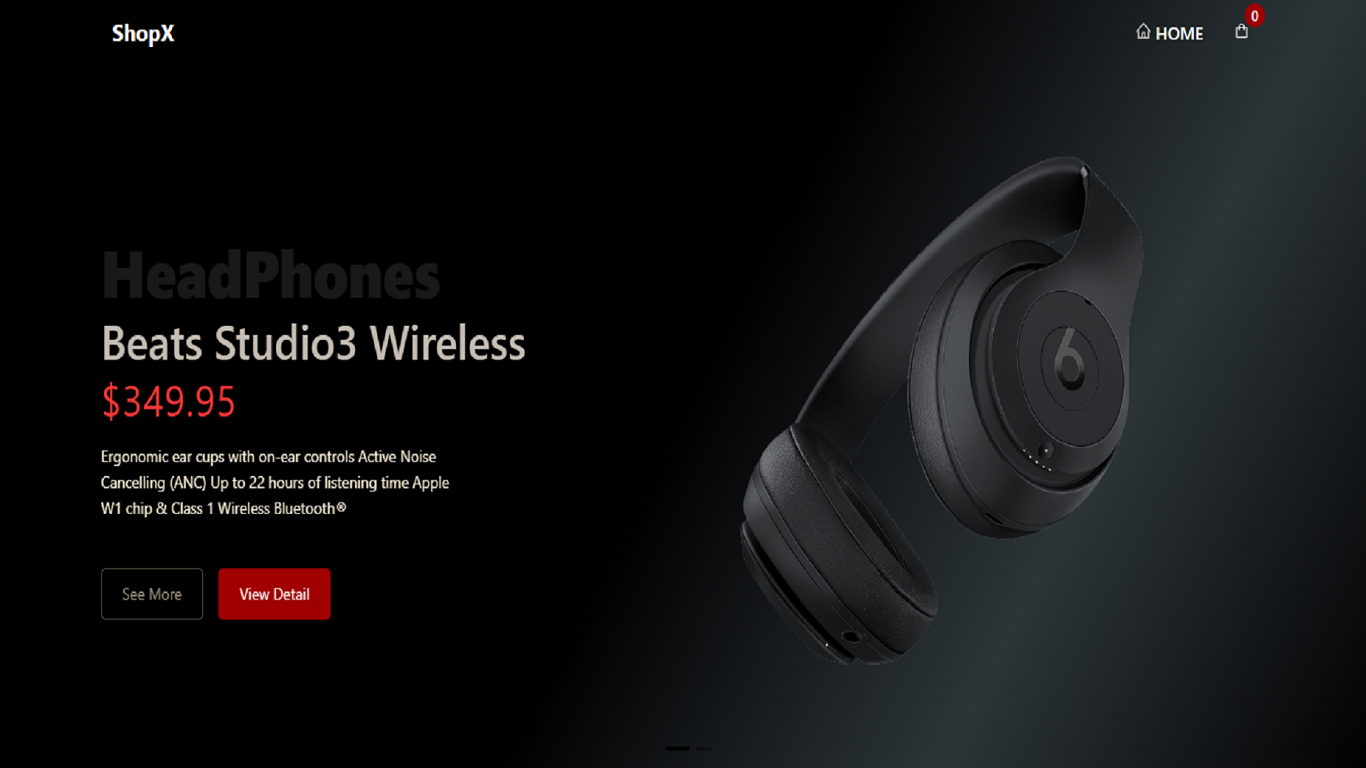 ShopX
HOME
0
HeadPhones
Beats Studio3 Wireless
$349.95
Ergonomic ear cups with on-ear controls Active Noise
Cancelling (ANC) Up to 22 hours of listening time Apple
W1 chip & Class 1 Wireless Bluetooth®
See More
View Detail